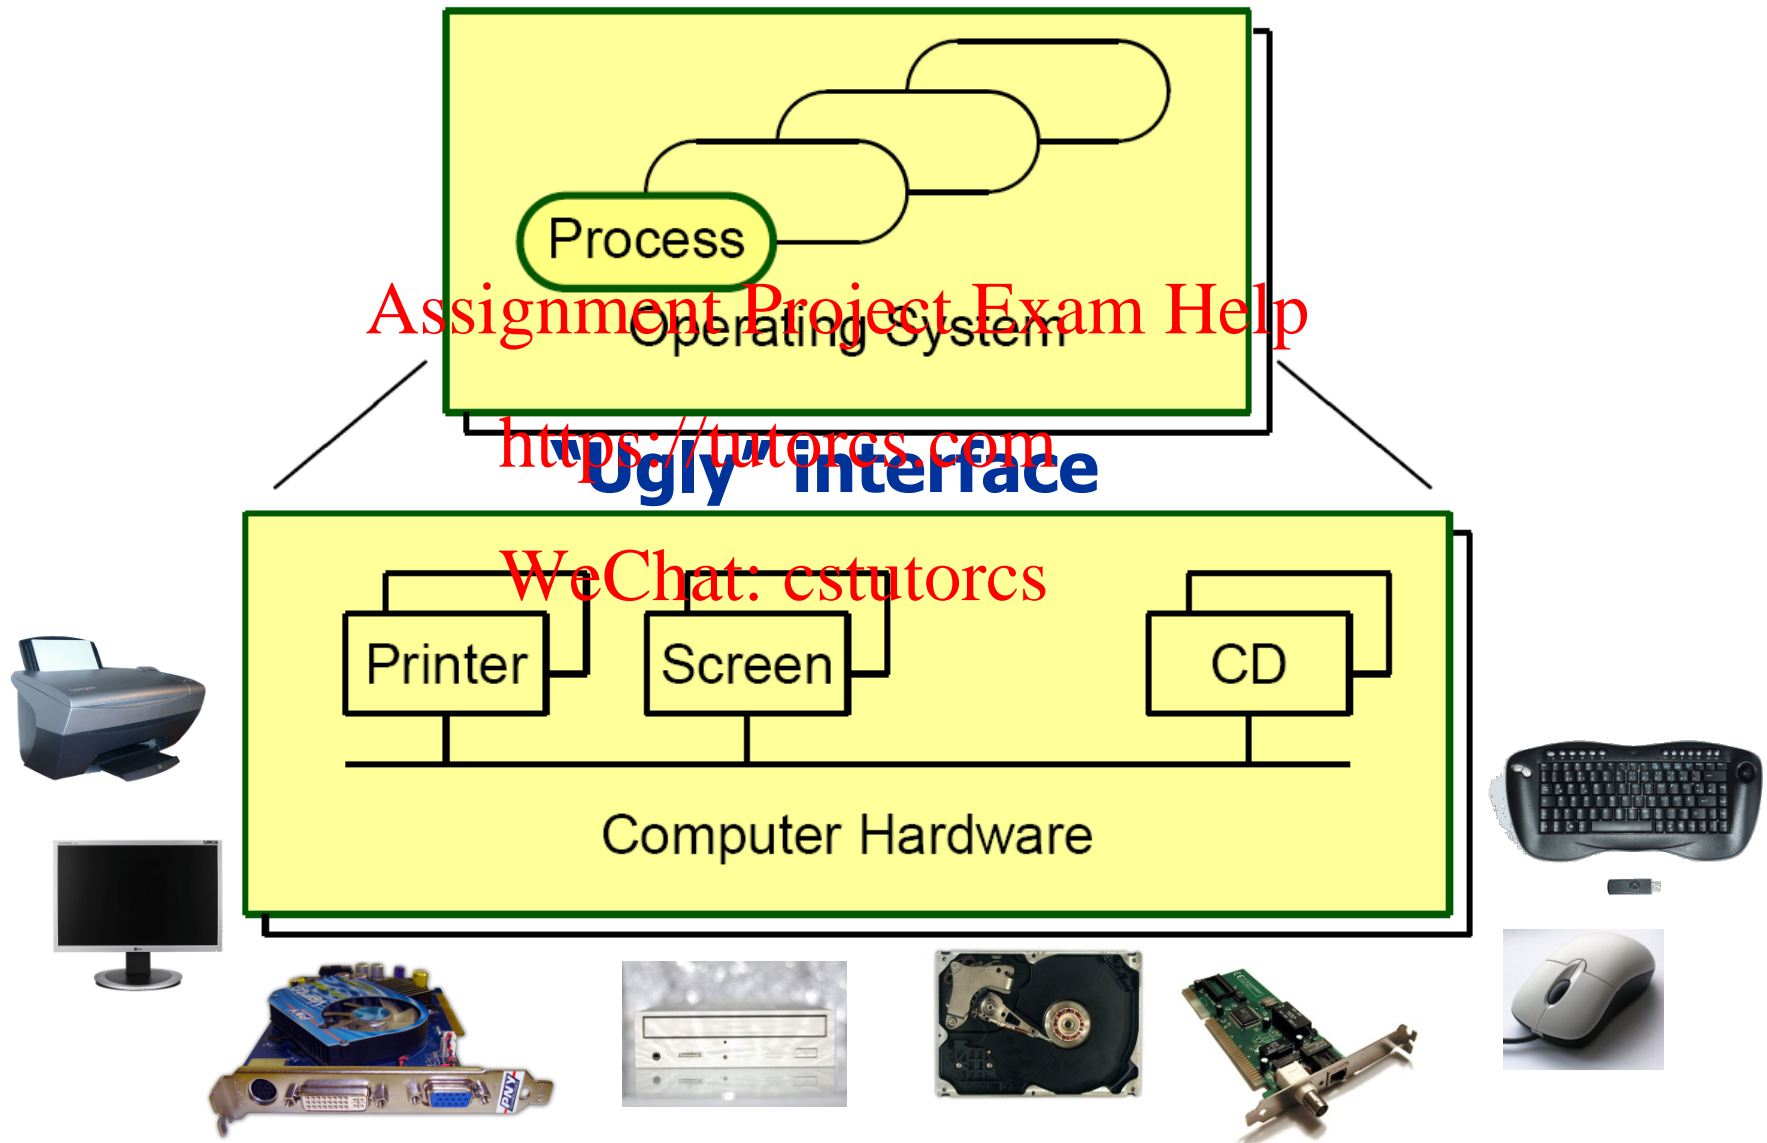 Process
Assignment Project Exam Help
Operating System
https://tutorcs.com
“Ugly” interface
WeChat: cstutorcs
Printer
Screen
CD
Computer Hardware
PNY